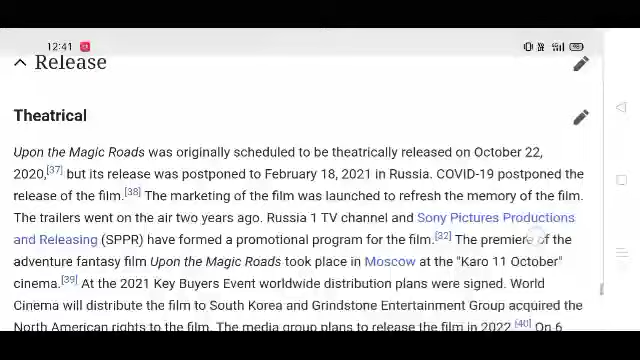 12:41
Release
Theatrical
Upon the Magic Roads was originally scheduled to be theatrically released on October 22,
2020,[37] but its release was postponed to February 18, 2021 in Russia. COVID-19 postponed the
release of the film.[38] The marketing of the film was launched to refresh the memory of the film.
The trailers went on the air two years ago. Russia 1 TV channel and Sony Pictures Productions
and Releasing (SPPR) have formed a promotional program for the film.[32] The premiere of the
adventure fantasy film Upon the Magic Roads took place in Moscow at the "Karo 11 October"
cinema.[39] At the 2021 Key Buyers Event worldwide distribution plans were signed. World
Cinema will distribute the film to South Korea and Grindstone Entertainment Group acquired the
North American rights to the film. The media group plans to release the film in 2022.[40] On 6